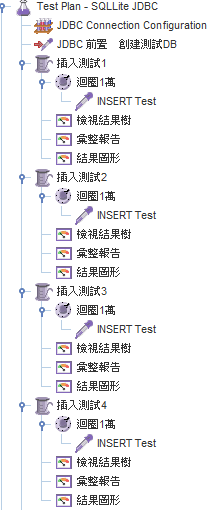 Test Plan - SQLLite JDBC
JDBC Connection Configuration
JDBC 前置 創建測試DB
插入測試1
迴圈1萬
INSERT Test
檢視結果樹
彙整報告
結果圖形
插入測試2
迴圈1萬
INSERT Test
檢視結果樹
彙整報告
結果圖形
插入測試3
迴圈1萬
INSERT Test
檢視結果樹
彙整報告
結果圖形
插入測試4
迴圈1萬
INSERT Test
檢視結果樹
彙整報告
結果圖形